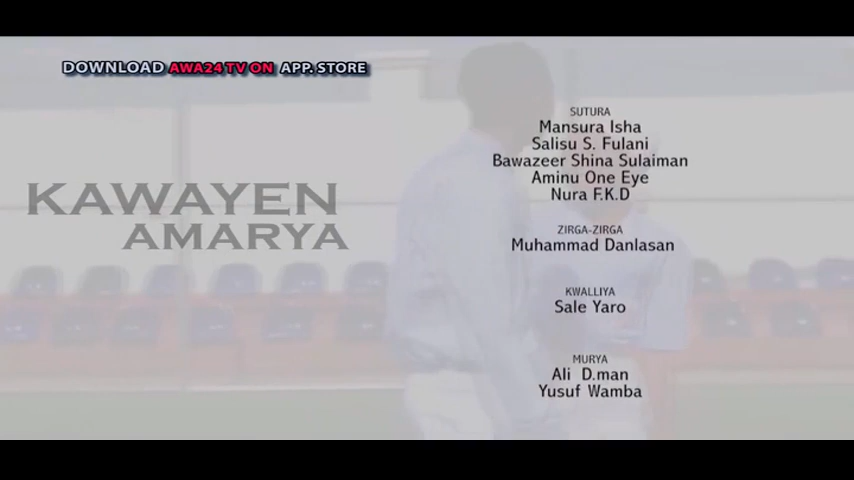 DOWNLOAD AWA24 TV ON APP. STORE
KAWAYEN
AMARYA
SUTURA
Mansura Isha
Salisu S. Fulani
Bawazeer Shina Sulaiman
Aminu One Eye
Nura F.K.D
ZIRGA-ZIRGA
Muhammad Danlasan
KWALLIYA
Sale Yaro
MURYA
Ali D.man
Yusuf Wamba